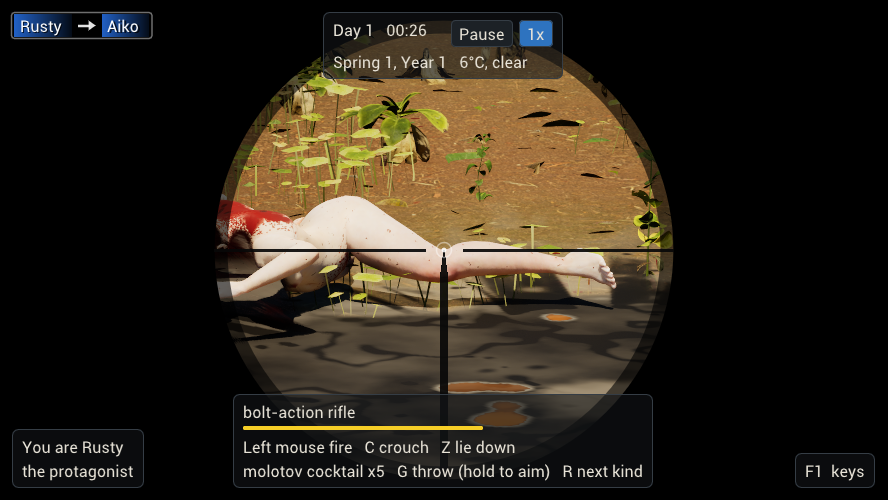 Rusty → Aiko
Day 1 00:26 Pause 1x
Spring 1, Year 1 6°C, clear
bolt-action rifle
Left mouse fire C crouch Z lie down
molotov cocktail x5 G throw (hold to aim) R next kind
You are Rusty
the protagonist
F1 keys